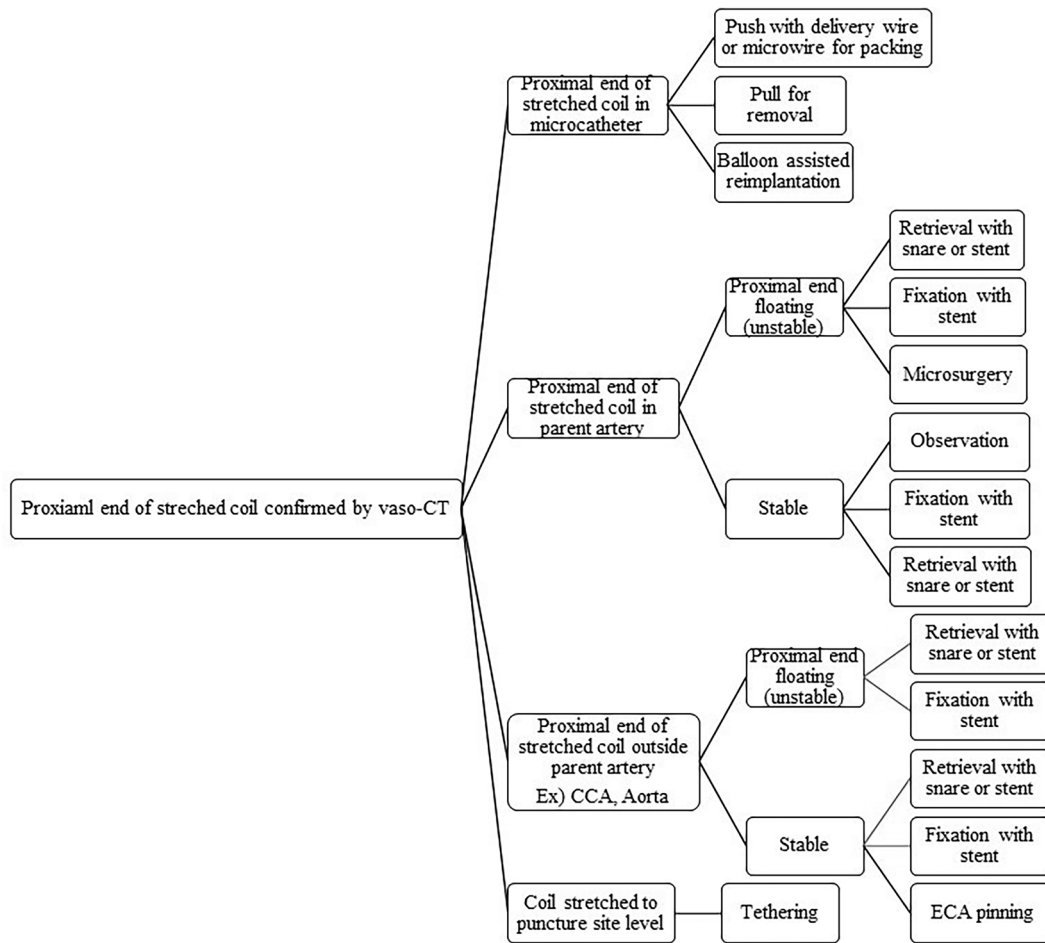 Push with delivery wire
or microwire for packing
Proximal end of
stretched coil in
microcatheter
Pull for
removal
Balloon assisted
reimplantation
Retrieval with
snare or stent
Proximal end
floating
(unstable)
Fixation with
stent
Microsurgery
Proximal end of
stretched coil in
parent artery
Observation
Stable
Fixation with
stent
Retrieval with
snare or stent
Proxiaml end of streched coil confirmed by vaso-CT
Retrieval with
snare or stent
Proximal end
floating
(unstable)
Fixation with
stent
Proximal end of
stretched coil outside
parent artery
Ex) CCA, Aorta
Retrieval with
snare or stent
Stable
Fixation with
stent
ECA pinning
Coil stretched to
puncture site level
Tethering